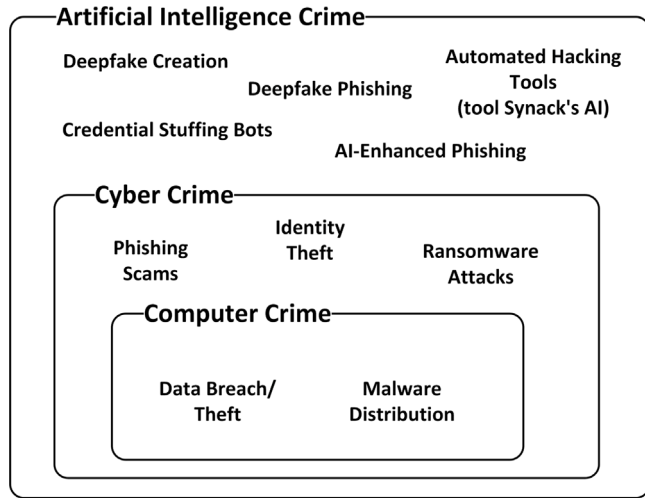 Artificial Intelligence Crime
Deepfake Creation
Deepfake Phishing
Automated Hacking
Tools
(tool Synack's AI)
Credential Stuffing Bots
AI-Enhanced Phishing
Cyber Crime
Phishing
Scams
Identity
Theft
Ransomware
Attacks
Computer Crime
Data Breach/
Theft
Malware
Distribution